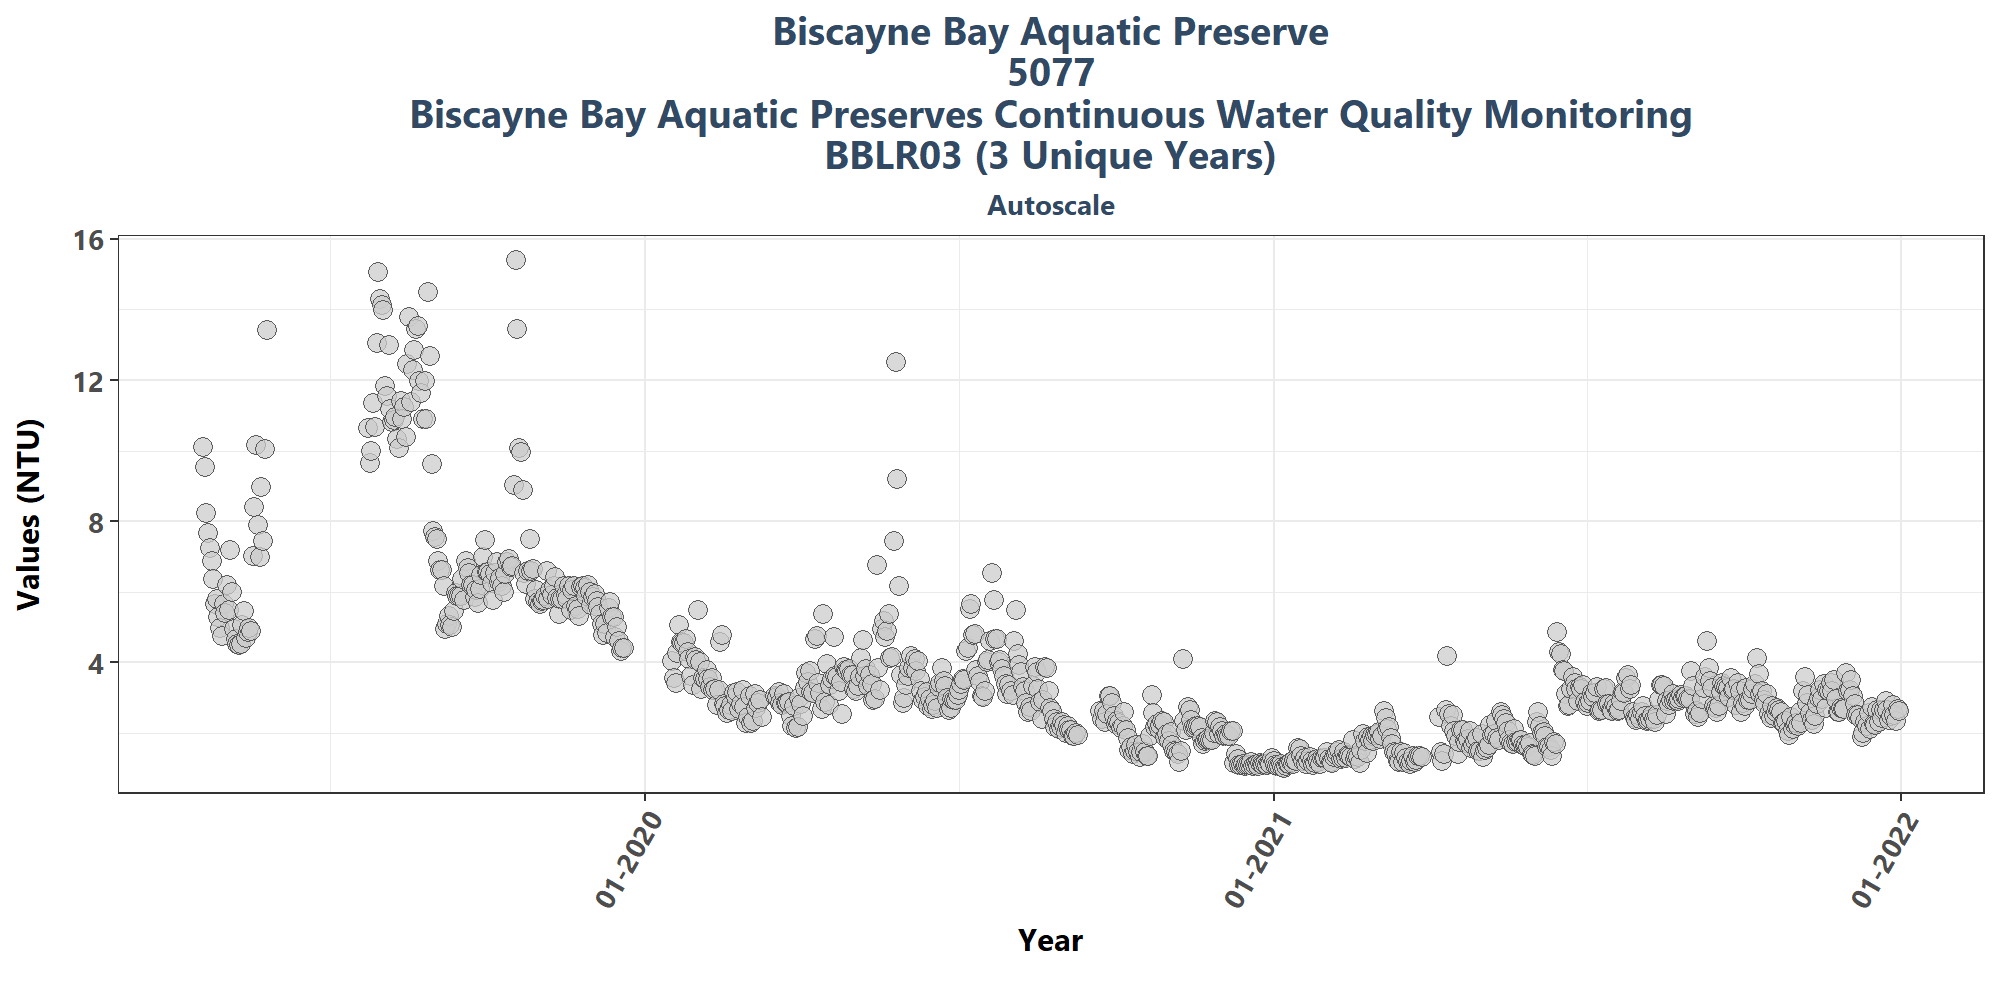 Biscayne Bay Aquatic Preserve
5077
Biscayne Bay Aquatic Preserves Continuous Water Quality Monitoring
BBLR03 (3 Unique Years)
Autoscale
16
12
8
4
Values (NTU)
01-2020
01-2021
01-2022
Year